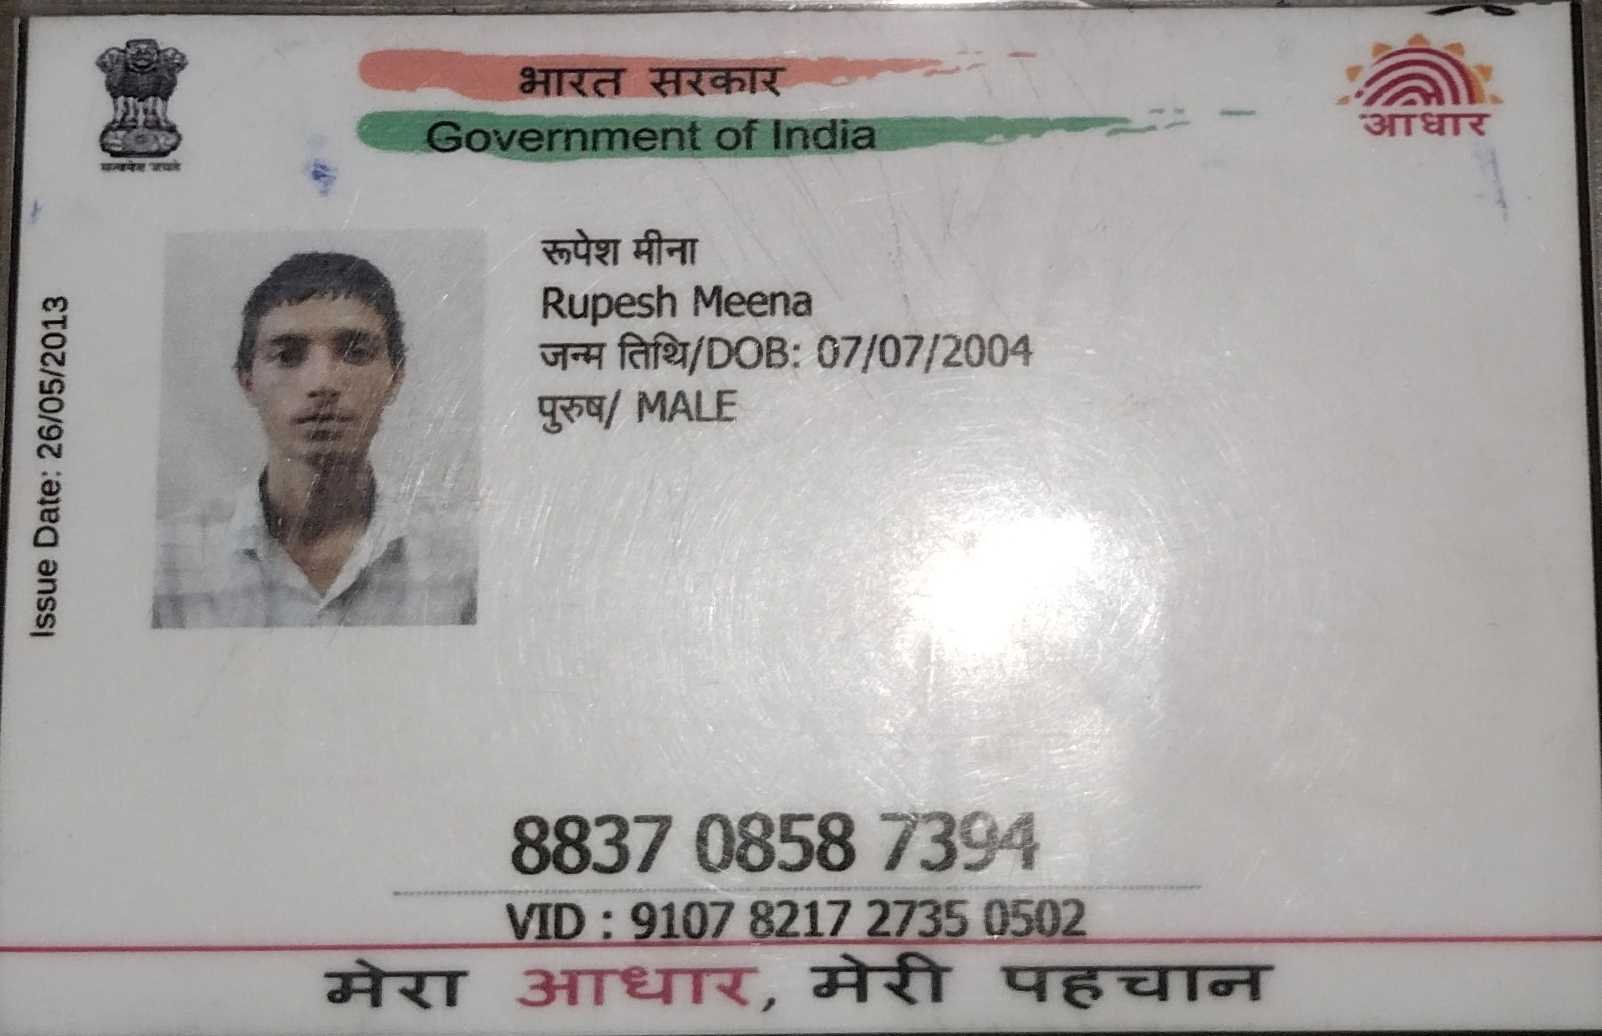 भारत सरकार
Government of India
आधार
सत्यमेव जयते
Issue Date: 26/05/2013
रूपेश मीना
Rupesh Meena
जन्म तिथि/DOB: 07/07/2004
पुरुष/ MALE
8837 0858 7394
VID : 9107 8217 2735 0502
मेरा आधार, मेरी पहचान